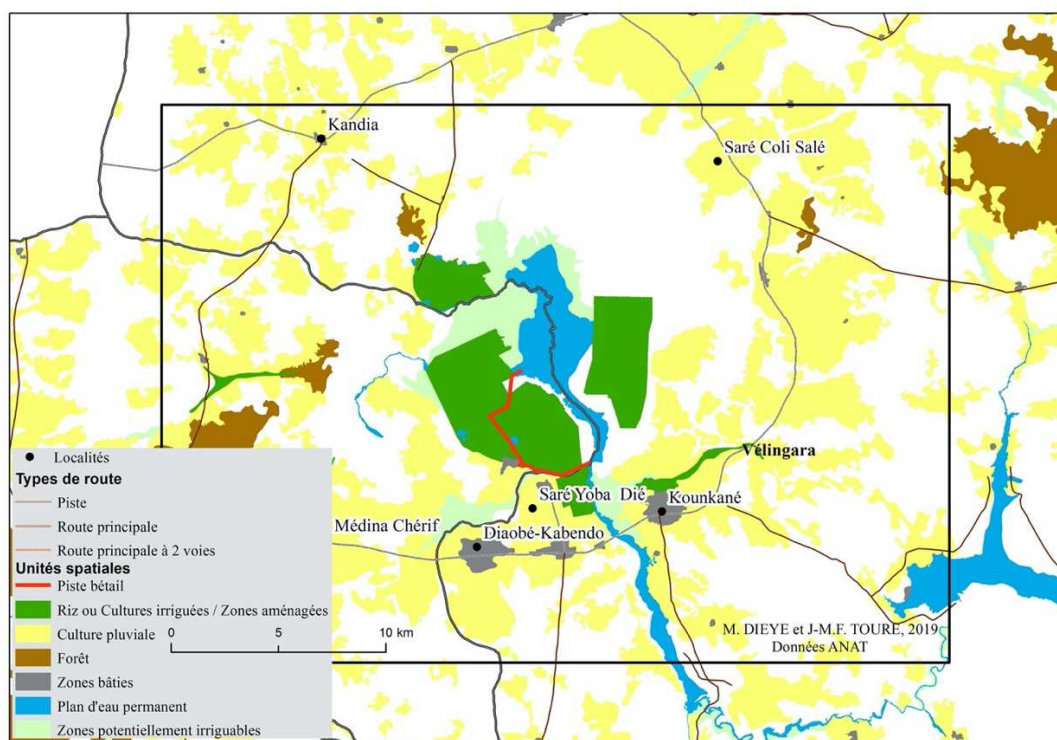 Kandia
Saré Coli Salé
Vélingara
Saré Yoba Dié
Kounkané
Médina Chérif
Diaobé-Kabendo
Localités
Types de route
Piste
Route principale
Route principale à 2 voies
Unités spatiales
Piste bétail
Riz ou Cultures irriguées / Zones aménagées
Culture pluviale
Forêt
Zones bâties
Plan d'eau permanent
Zones potentiellement irriguables
0 5 10 km
M. DIEYE et J-M.F. TOURE, 2019
Données ANAT